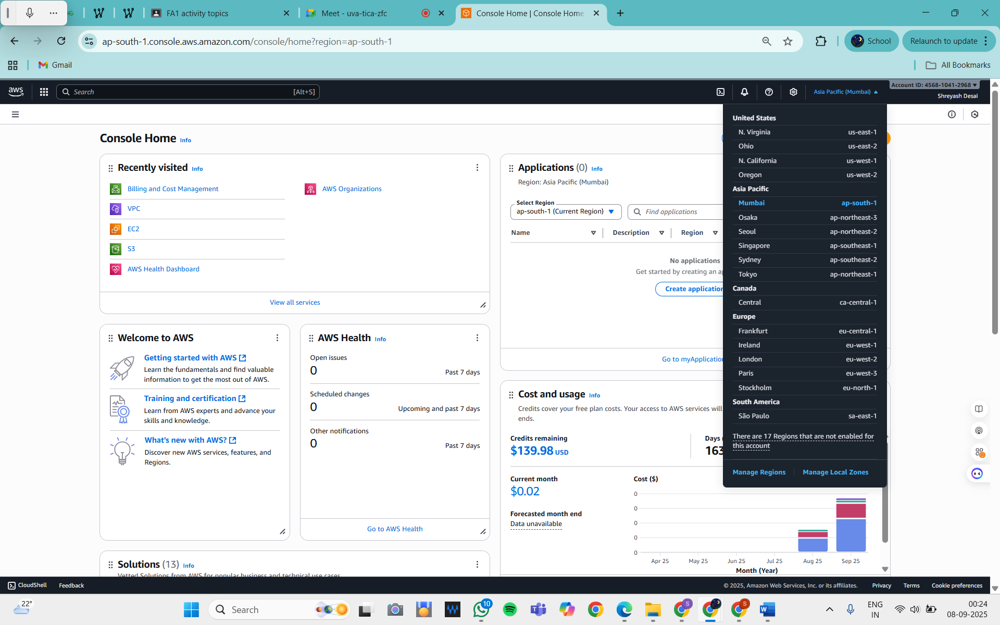 FA1 activity topics
Meet - uva-tica-zfc
Console Home | Console Home
ap-south-1.console.aws.amazon.com/console/home?region=ap-south-1
School
Relaunch to update
Gmail
All Bookmarks
aws
Search
[Alt+S]
Asia Pacific (Mumbai)
Account ID: 4568-1041-2968
Shreyash Desai
Console Home Info
Recently visited Info
Billing and Cost Management
AWS Organizations
VPC
EC2
S3
AWS Health Dashboard
View all services
Applications (0) Info
Region: Asia Pacific (Mumbai)
Select Region
ap-south-1 (Current Region)
Find applications
Name
Description
Region
No applications
Get started by creating an
Create application
Go to myApplication
United States
N. Virginia us-east-1
Ohio us-east-2
N. California us-west-1
Oregon us-west-2
Asia Pacific
Mumbai ap-south-1
Osaka ap-northeast-3
Seoul ap-northeast-2
Singapore ap-southeast-1
Sydney ap-southeast-2
Tokyo ap-northeast-1
Canada
Central ca-central-1
Europe
Frankfurt eu-central-1
Ireland eu-west-1
London eu-west-2
Paris eu-west-3
Stockholm eu-north-1
South America
São Paulo sa-east-1
There are 17 Regions that are not enabled for
this account
Manage Regions
Manage Local Zones
Welcome to AWS
Getting started with AWS
Learn the fundamentals and find valuable
information to get the most out of AWS.
Training and certification
Learn from AWS experts and advance your
skills and knowledge.
What's new with AWS?
Discover new AWS services, features, and
Regions.
AWS Health Info
Open issues
0
Past 7 days
Scheduled changes
0
Upcoming and past 7 days
Other notifications
0
Past 7 days
Go to AWS Health
Cost and usage Info
Credits cover your free plan costs. Your access to AWS services will
ends.
Credits remaining
$139.98 USD
Days
163
Current month
$0.02
Forecasted month end
Data unavailable
Cost ($)
0
0
0
0
0
Apr 25 May 25 Jun 25 Jul 25 Aug 25 Sep 25
Month (Year)
Solutions (13) Info
Vetted Solutions from AWS for popular business and technical use cases.
CloudShell
Feedback
© 2025, Amazon Web Services, Inc. or its affiliates.
Privacy
Terms
Cookie preferences
22°
Search
10
ENG
IN
00:24
08-09-2025